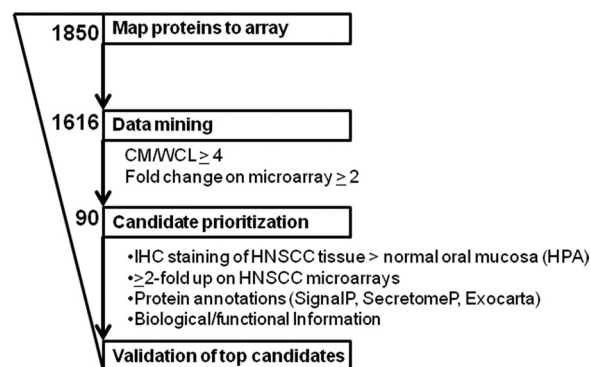 1850 Map proteins to array
1616 Data mining
CM/WCL ≥ 4
Fold change on microarray ≥ 2
90 Candidate prioritization
•IHC staining of HNSCC tissue > normal oral mucosa (HPA)
•≥2-fold up on HNSCC microarrays
•Protein annotations (SignalP, SecretomeP, Exocarta)
•Biological/functional Information
Validation of top candidates